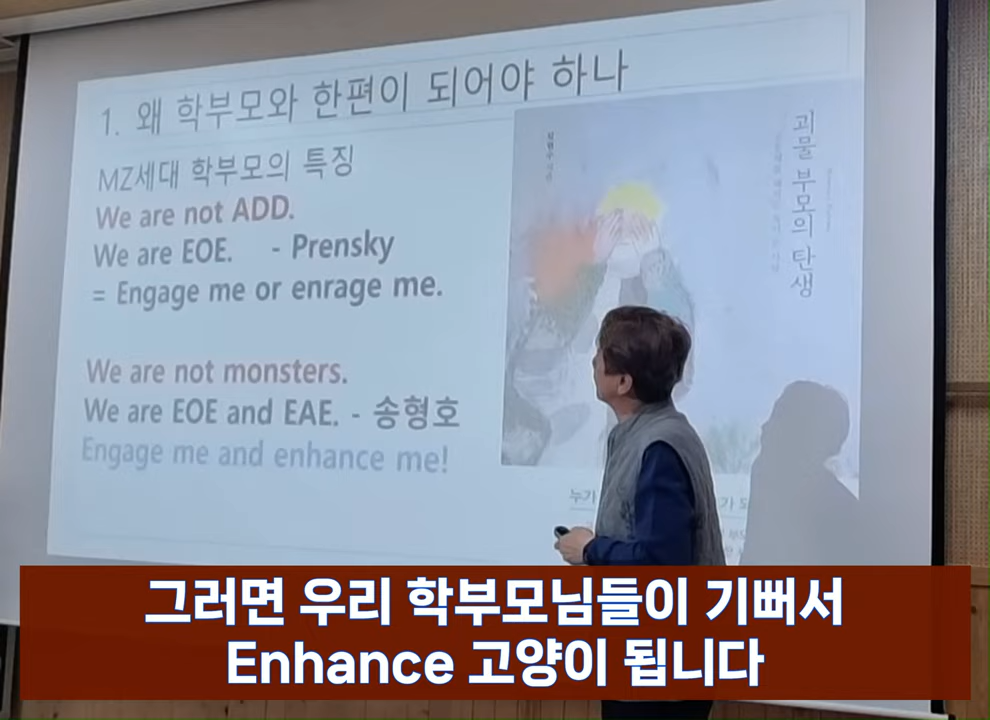 1. 왜 학부모와 한편이 되어야 하나
MZ세대 학부모의 특징
We are not ADD.
We are EOE. - Prensky
= Engage me or enrage me.
We are not monsters.
We are EOE and EAE. - 송형호
Engage me and enhance me!
괴물 부모의 탄생
누가
그러면 우리 학부모님들이 기뻐서
Enhance 고양이 됩니다